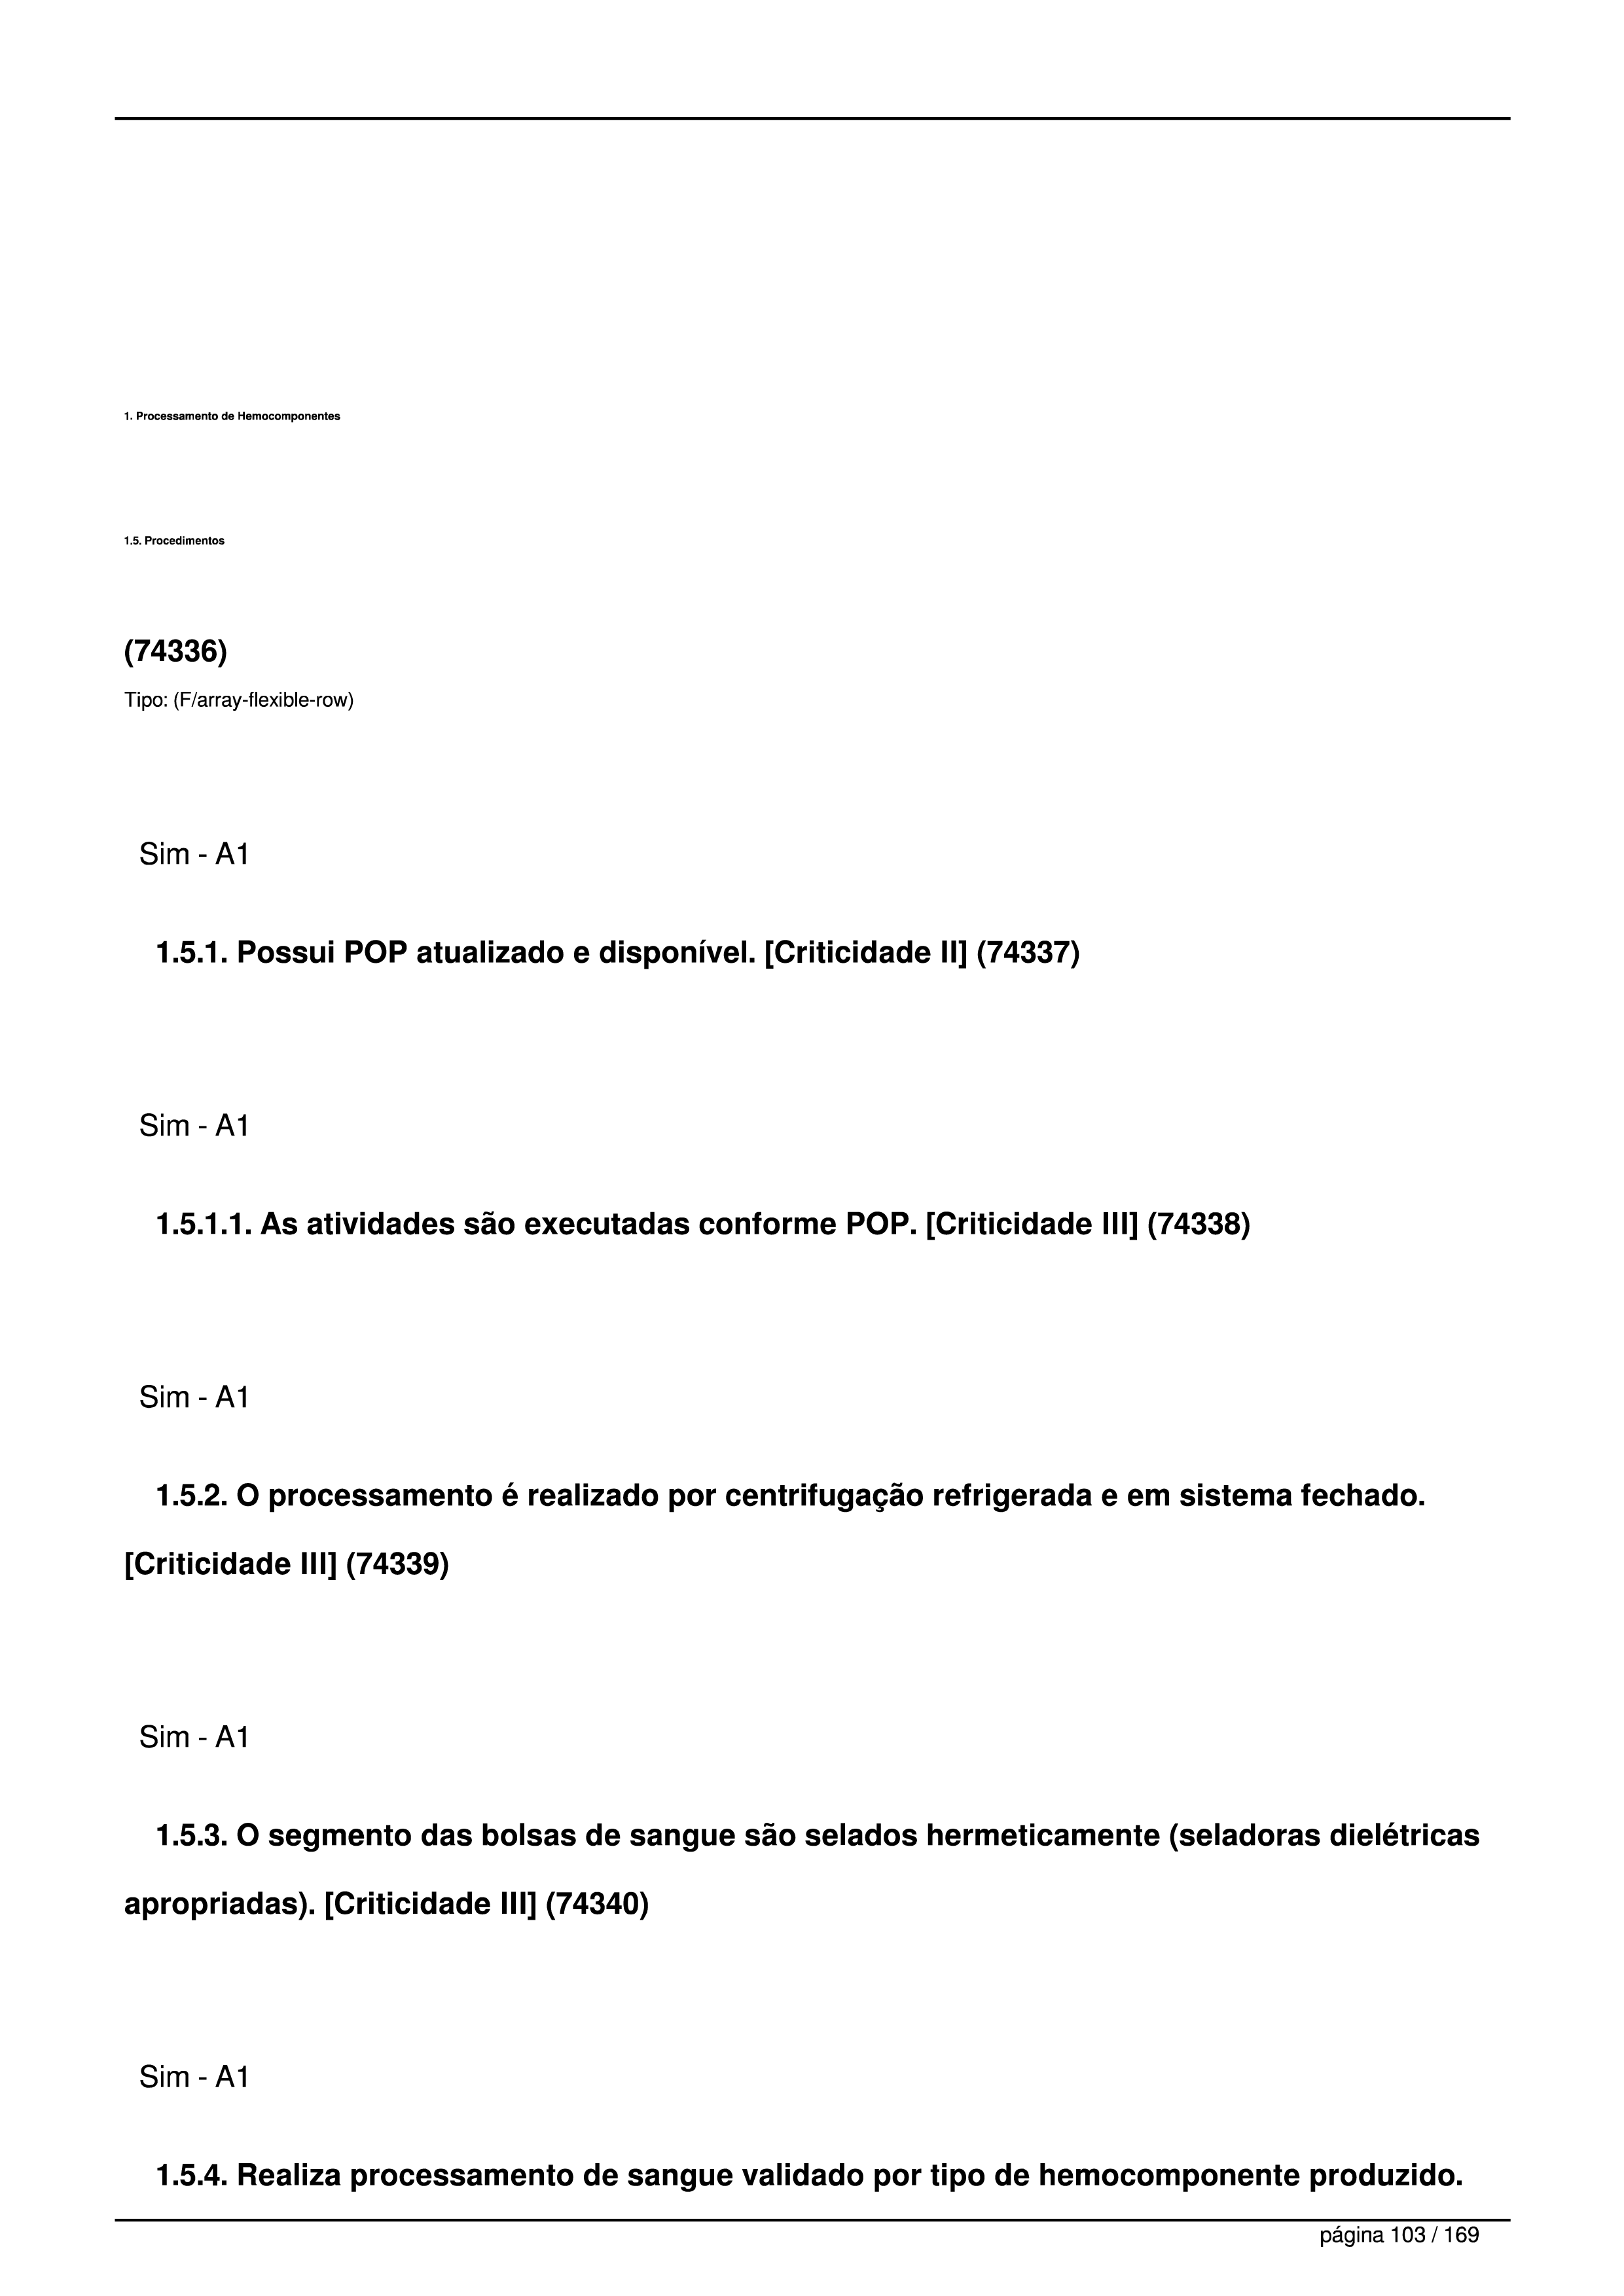 1. Processamento de Hemocomponentes
1.5. Procedimentos
(74336)
Tipo: (F/array-flexible-row)
Sim - A1
1.5.1. Possui POP atualizado e disponível. [Criticidade II] (74337)
Sim - A1
1.5.1.1. As atividades são executadas conforme POP. [Criticidade III] (74338)
Sim - A1
1.5.2. O processamento é realizado por centrifugação refrigerada e em sistema fechado.
[Criticidade III] (74339)
Sim - A1
1.5.3. O segmento das bolsas de sangue são selados hermeticamente (seladoras dielétricas
apropriadas). [Criticidade III] (74340)
Sim - A1
1.5.4. Realiza processamento de sangue validado por tipo de hemocomponente produzido.
página 103 / 169